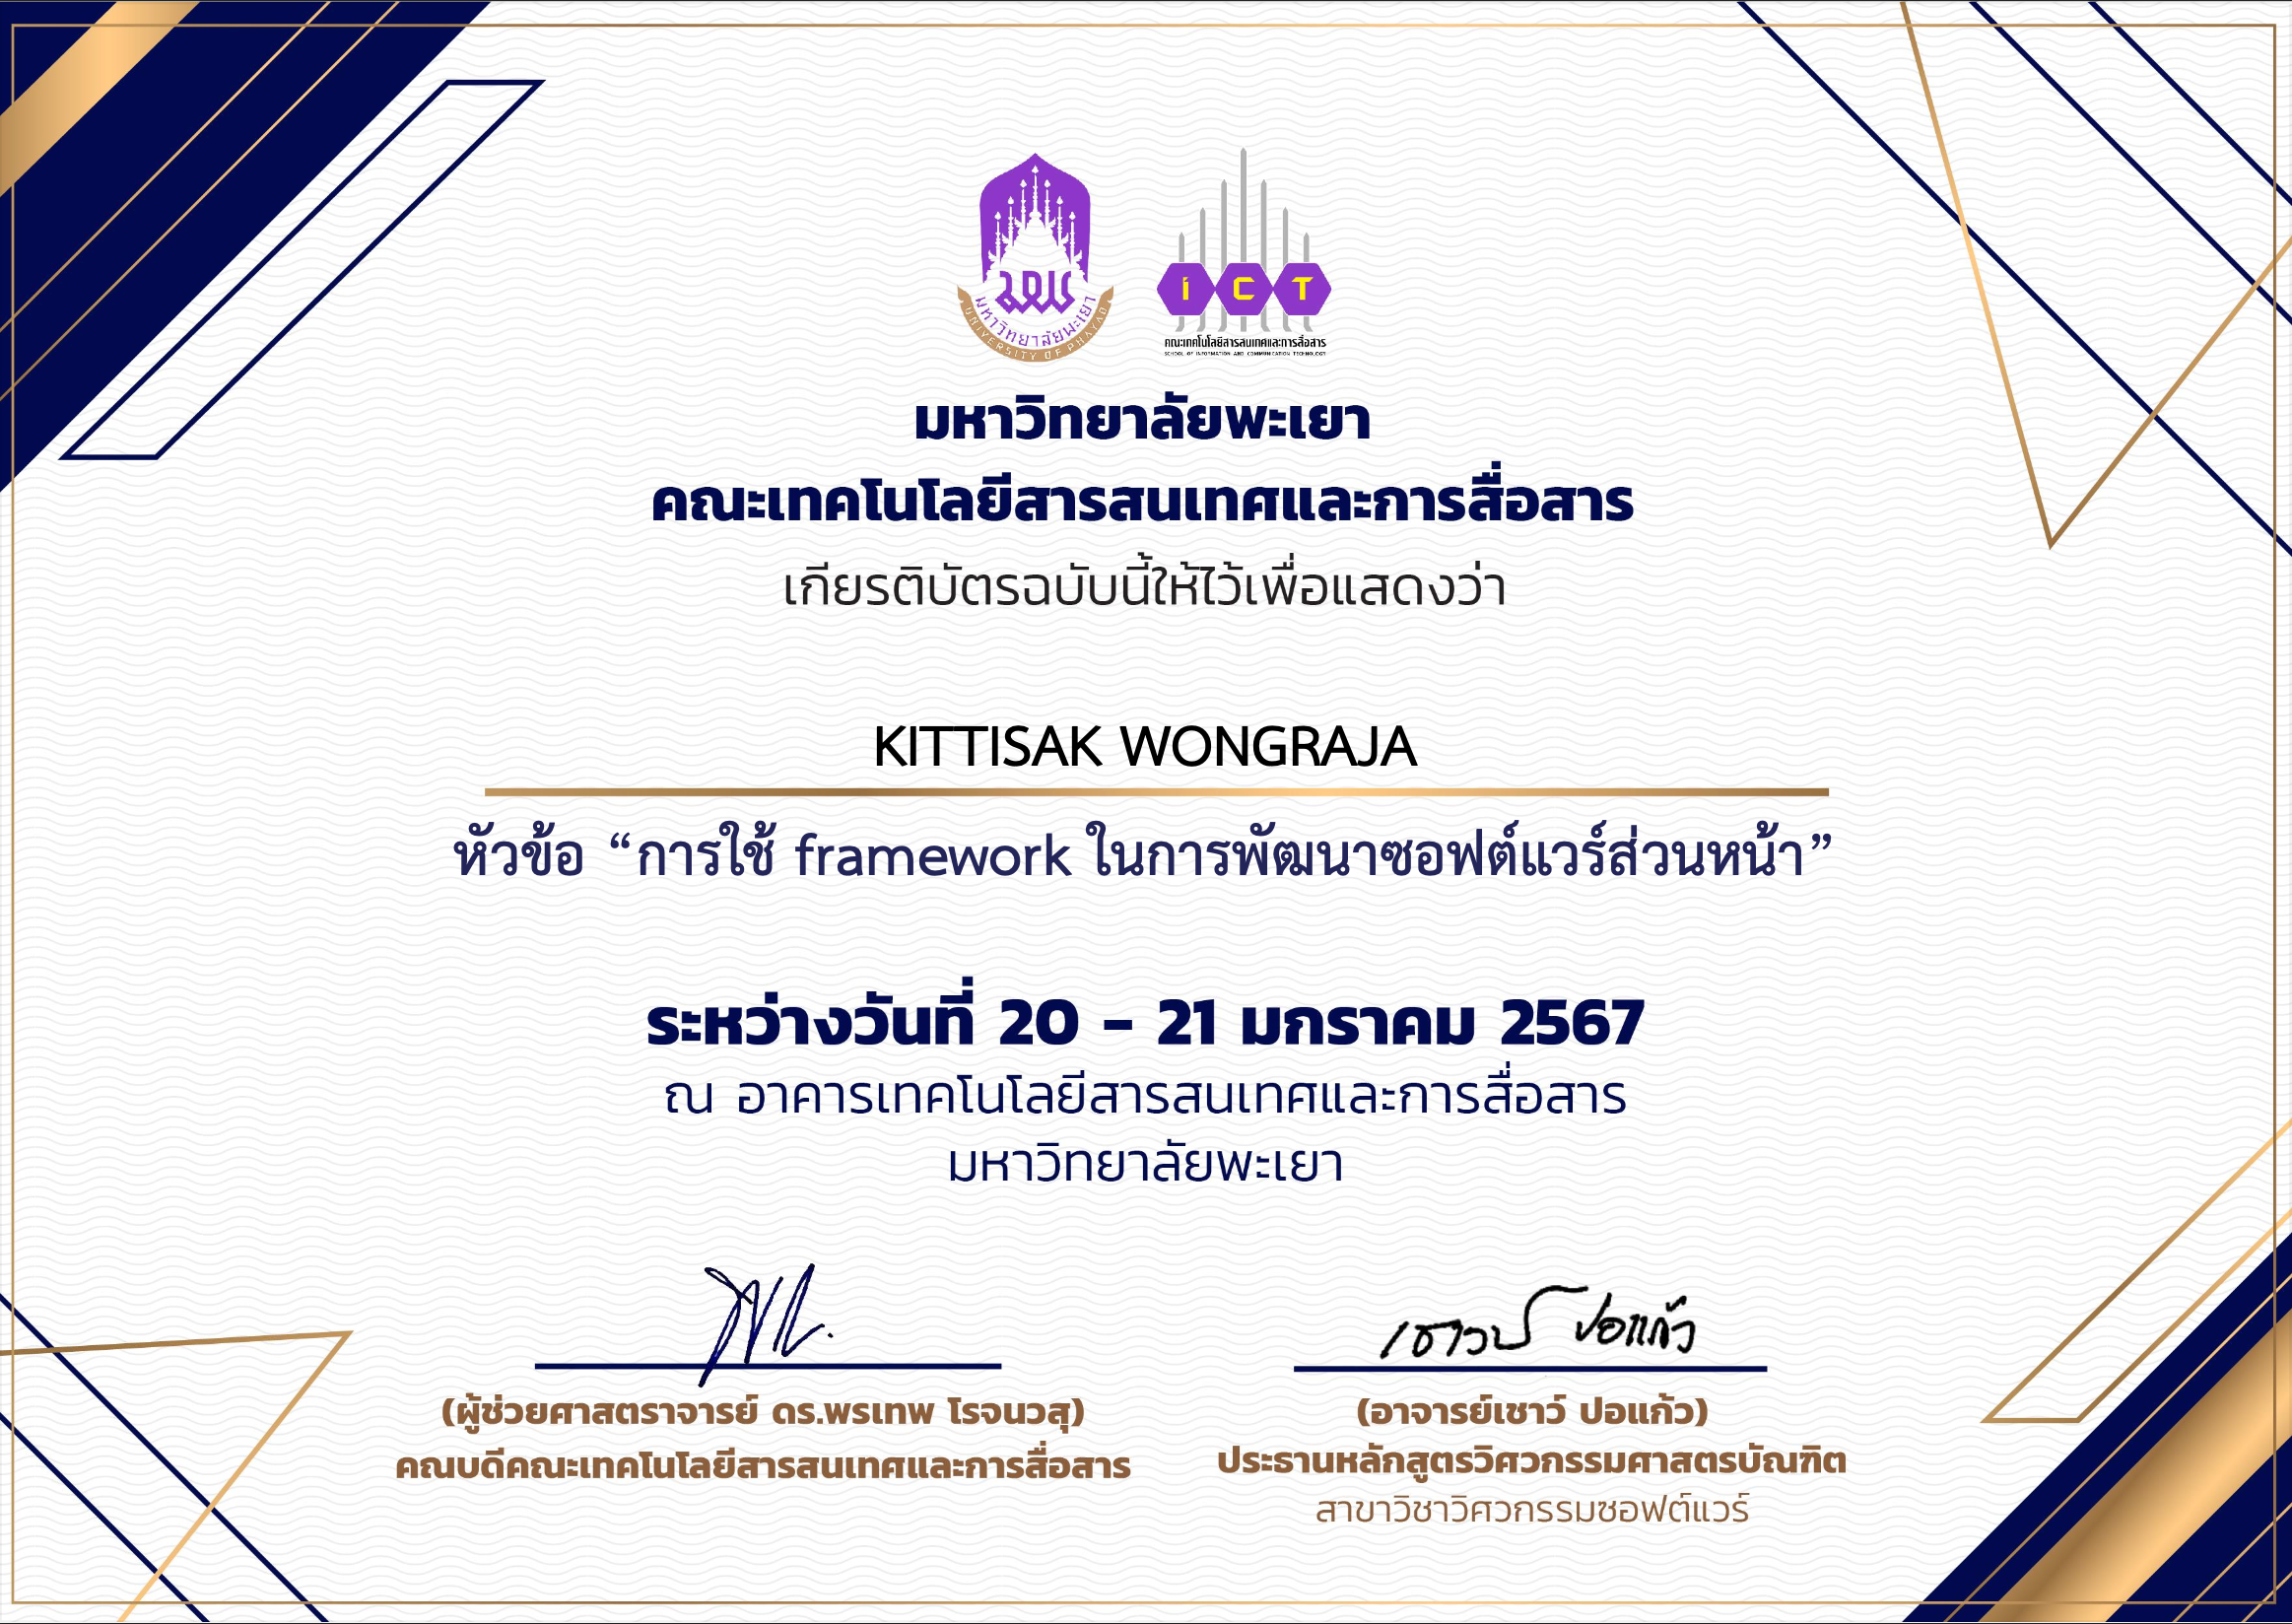 มหาวิทยาลัยพะเยา
UNIVERSITY OF PHAYAO
iCT
คณะเทคโนโลยีสารสนเทศและการสื่อสาร
SCHOOL OF INFORMATION AND COMMUNICATION TECHNOLOGY
มหาวิทยาลัยพะเยา
คณะเทคโนโลยีสารสนเทศและการสื่อสาร
เกียรติบัตรฉบับนี้ให้ไว้เพื่อแสดงว่า
KITTISAK WONGRAJA
หัวข้อ “การใช้ framework ในการพัฒนาซอฟต์แวร์ส่วนหน้า”
ระหว่างวันที่ 20 - 21 มกราคม 2567
ณ อาคารเทคโนโลยีสารสนเทศและการสื่อสาร
มหาวิทยาลัยพะเยา
เชาวน์ ปอแก้ว
(ผู้ช่วยศาสตราจารย์ ดร.พรเทพ โรจนวสุ) (อาจารย์เชาว์ ปอแก้ว)
คณบดีคณะเทคโนโลยีสารสนเทศและการสื่อสาร ประธานหลักสูตรวิศวกรรมศาสตรบัณฑิต
สาขาวิชาวิศวกรรมซอฟต์แวร์